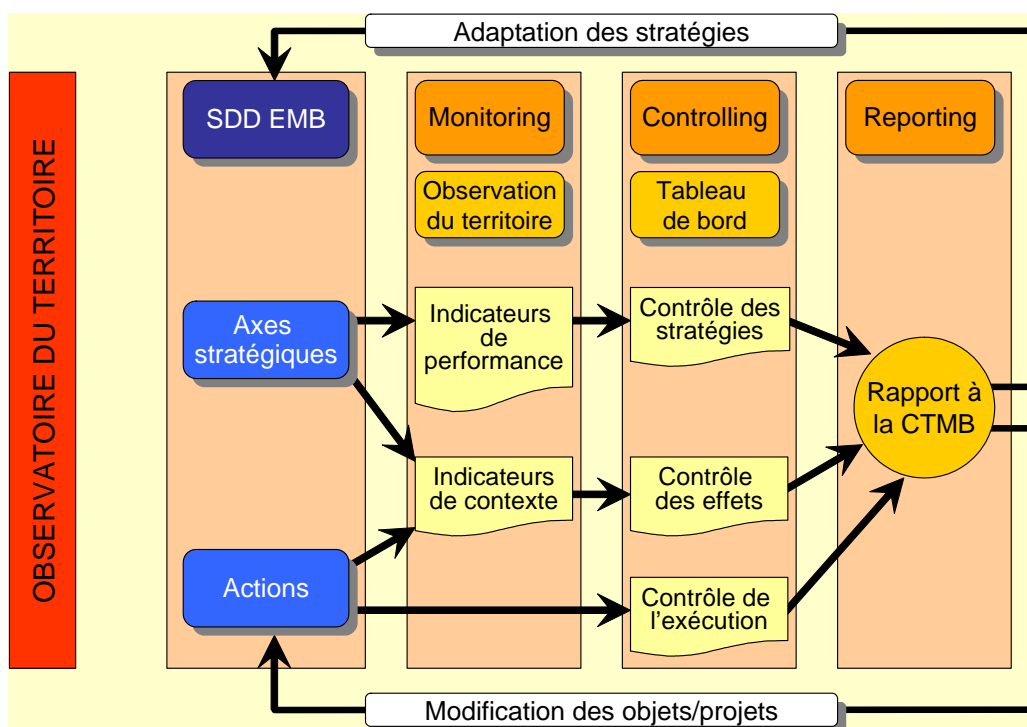 Adaptation des stratégies
OBSERVATOIRE DU TERRITOIRE
SDD EMB
Monitoring
Controlling
Reporting
Observation
du territoire
Tableau
de bord
Axes
stratégiques
Indicateurs
de
performance
Contrôle des
stratégies
Rapport à
la CTMB
Indicateurs
de contexte
Contrôle
des effets
Actions
Contrôle de
l'exécution
Modification des objets/projets